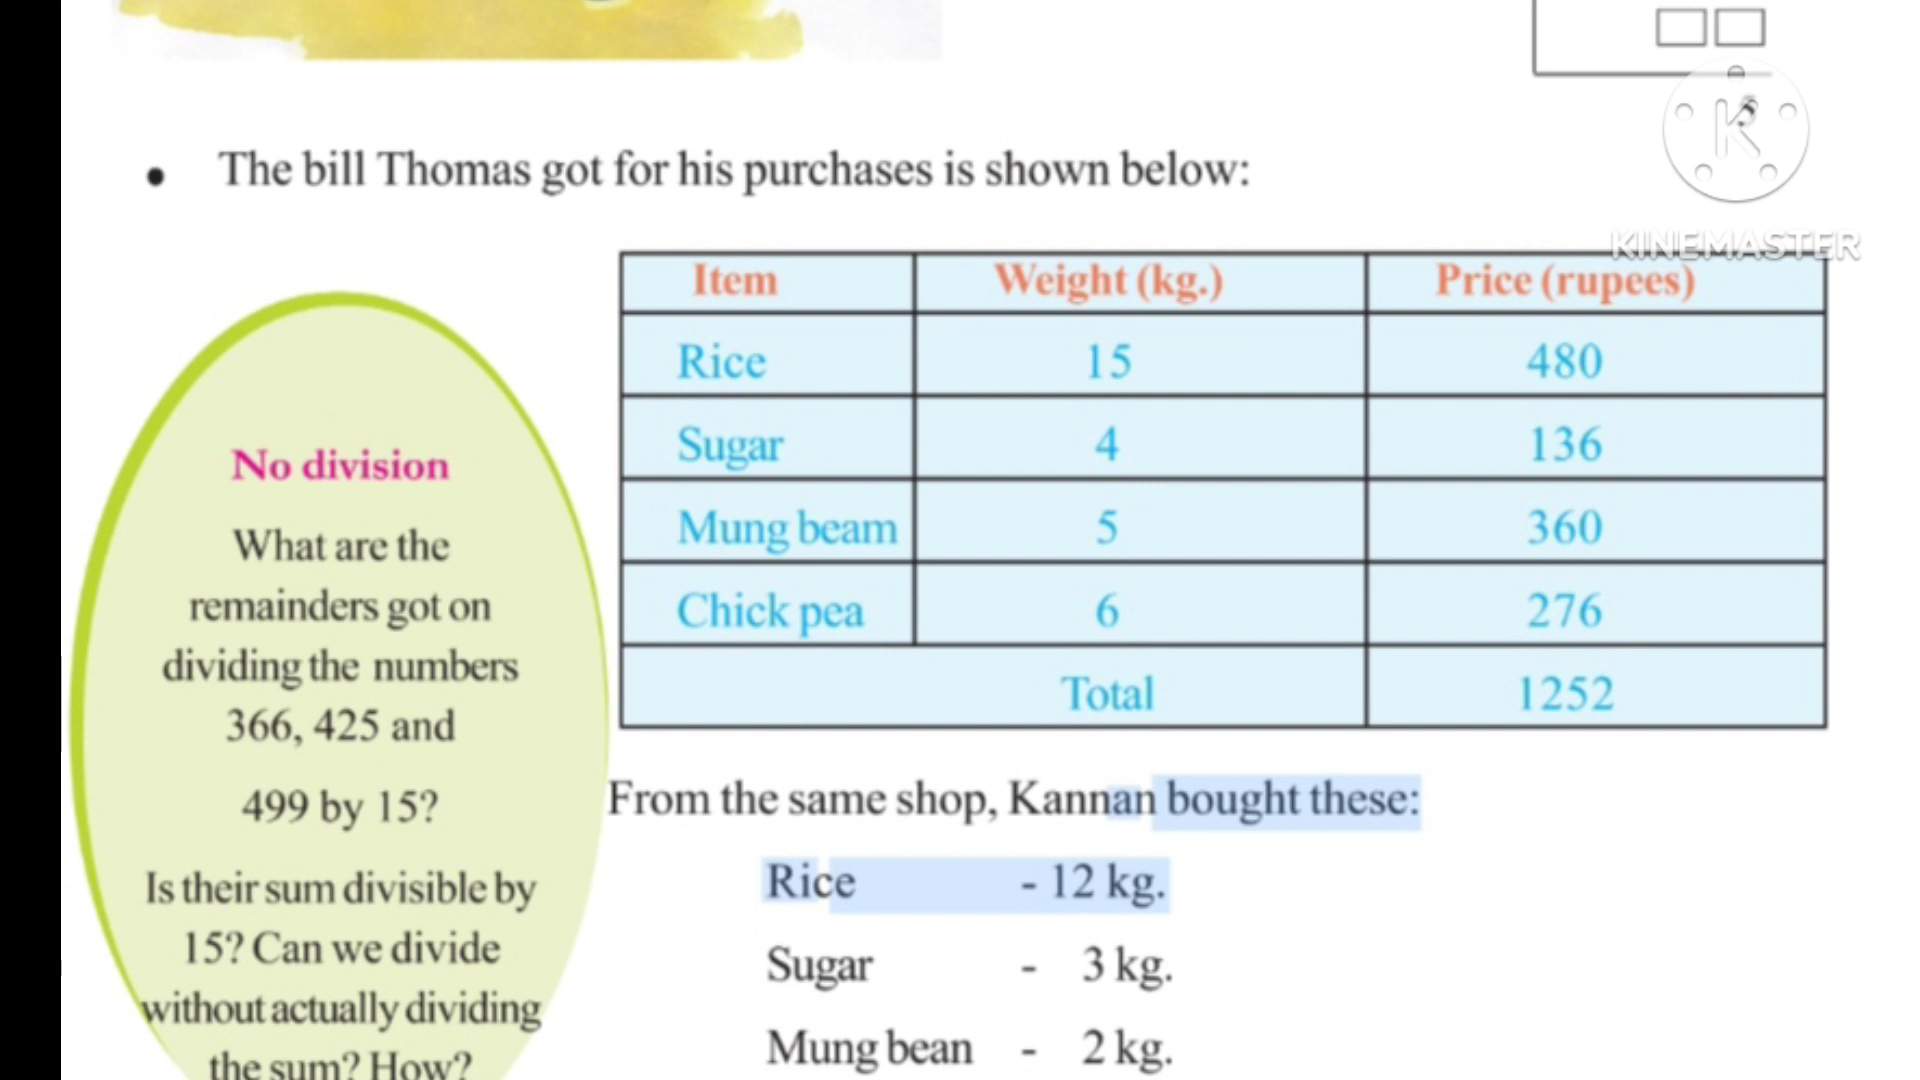 • The bill Thomas got for his purchases is shown below:
KINEMASTER
Item Weight (kg.) Price (rupees)
Rice 15 480
Sugar 4 136
Mung beam 5 360
Chick pea 6 276
Total 1252
No division
What are the
remainders got on
dividing the numbers
366, 425 and
499 by 15?
Is their sum divisible by
15? Can we divide
without actually dividing
the sum? How?
From the same shop, Kannan bought these:
Rice - 12 kg.
Sugar - 3 kg.
Mung bean - 2 kg.